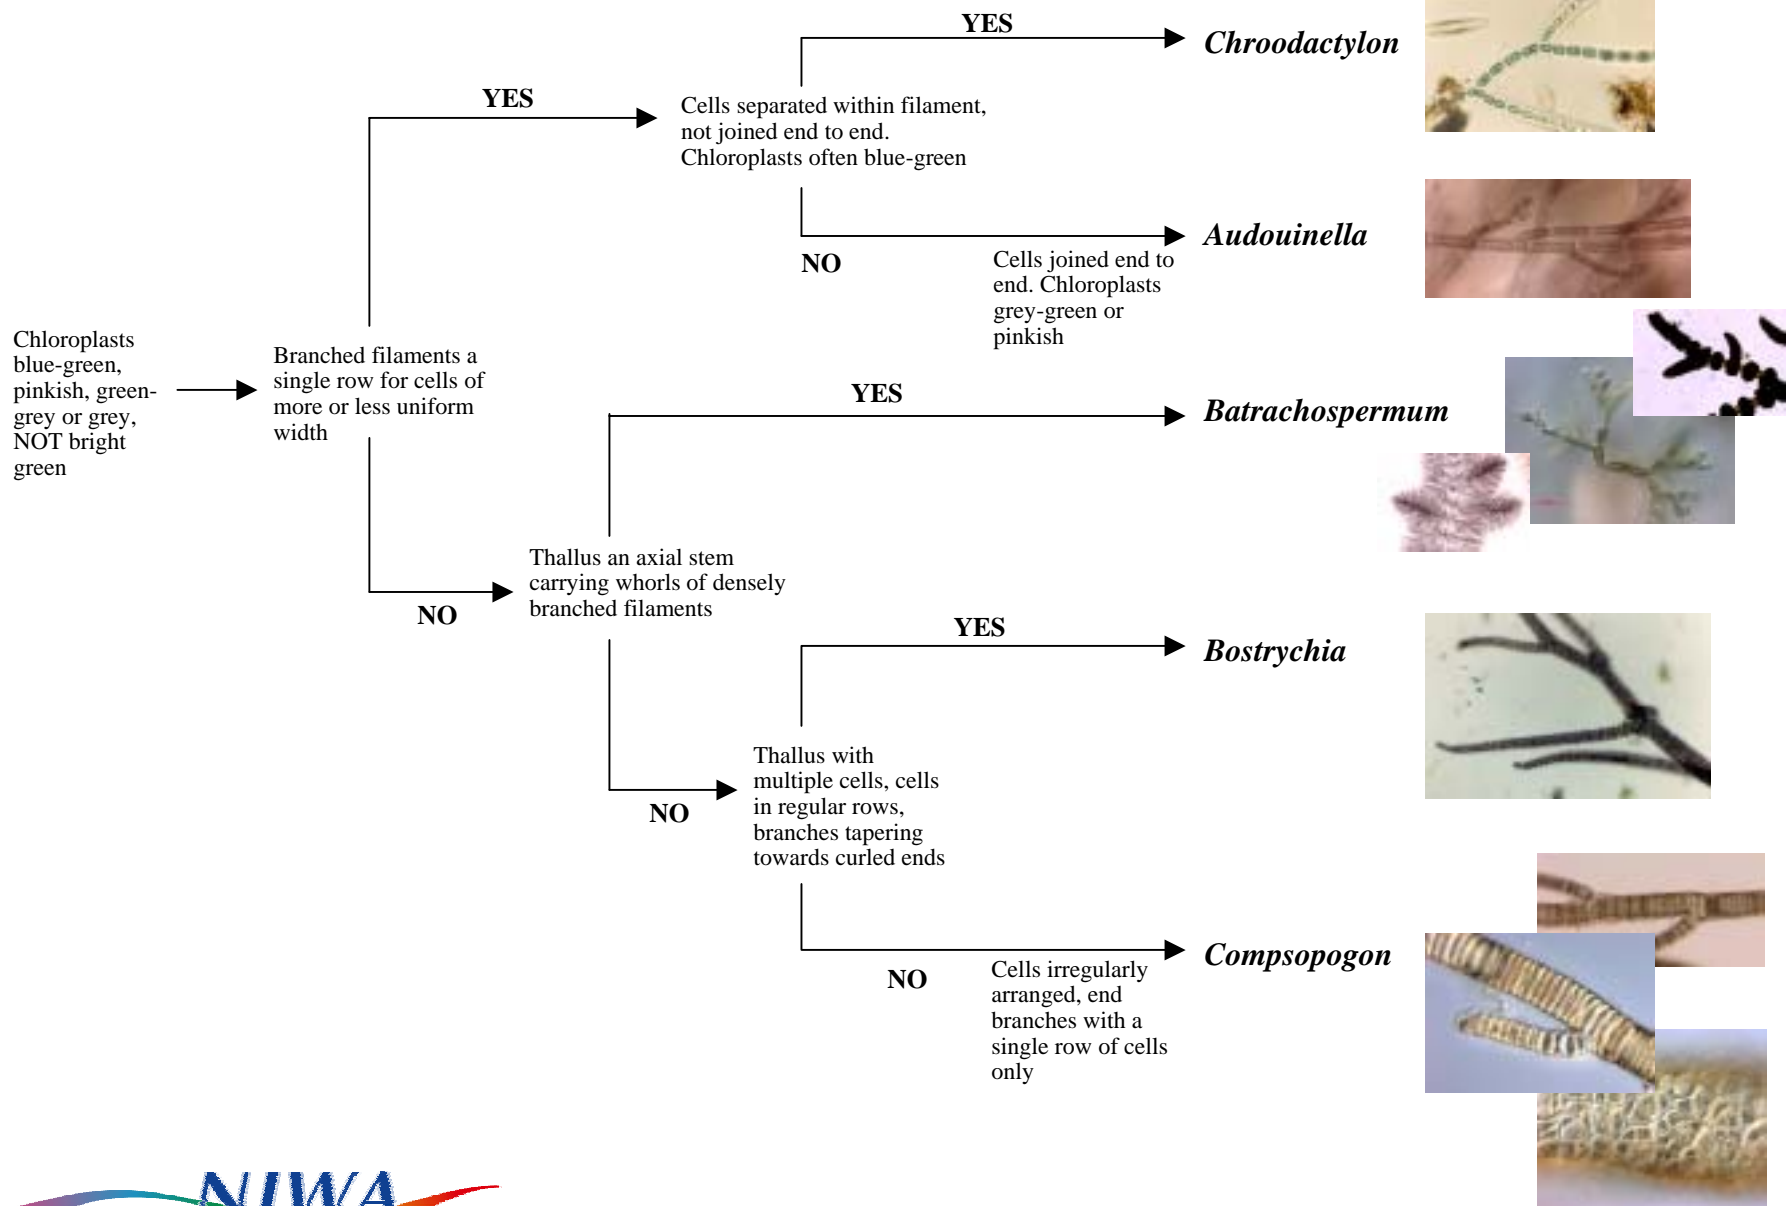 YES
Chroodactylon
YES
Cells separated within filament,
not joined end to end.
Chloroplasts often blue-green
Audouinella
NO
Cells joined end to
end. Chloroplasts
grey-green or
pinkish
Chloroplasts
blue-green,
pinkish, green-
grey or grey,
NOT bright
green
Branched filaments a
single row for cells of
more or less uniform
width
YES
Batrachospermum
Thallus an axial stem
carrying whorls of densely
branched filaments
NO
YES
Bostrychia
Thallus with
multiple cells, cells
in regular rows,
branches tapering
towards curled ends
NO
Compsopogon
NO
Cells irregularly
arranged, end
branches with a
single row of cells
only
NIWA